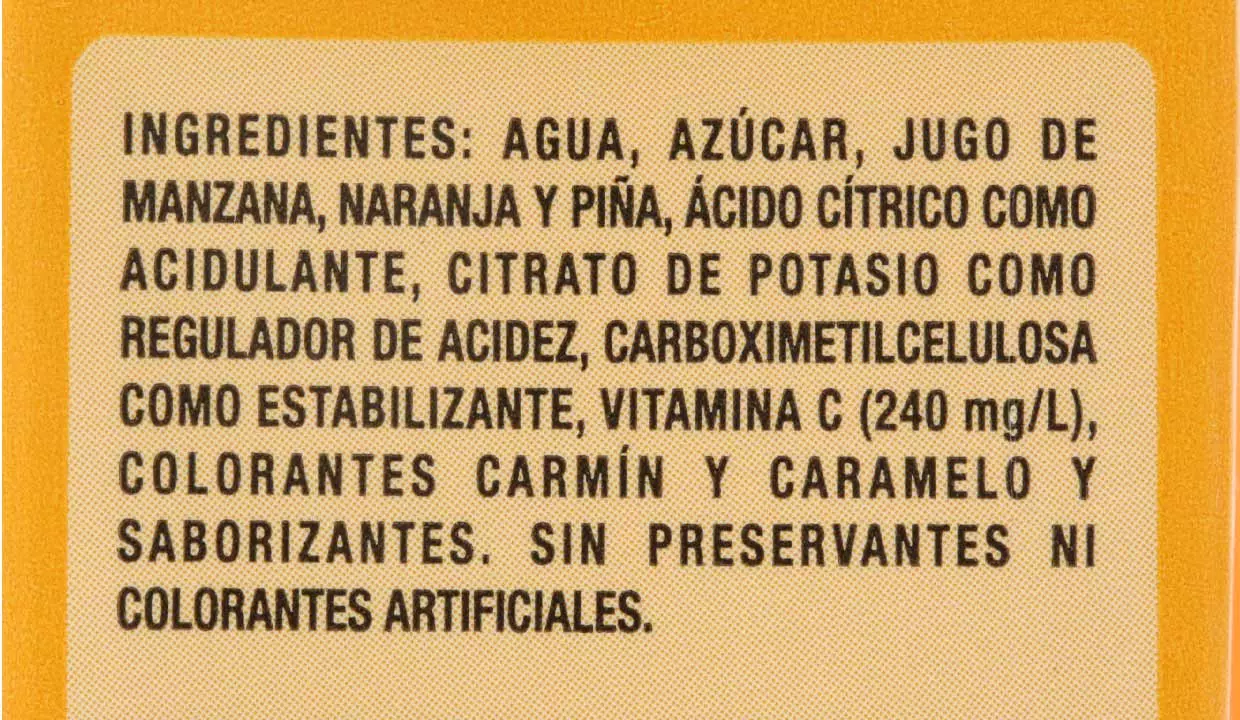 INGREDIENTES: AGUA, AZÚCAR, JUGO DE
MANZANA, NARANJA Y PIÑA, ÁCIDO CÍTRICO COMO
ACIDULANTE, CITRATO DE POTASIO COMO
REGULADOR DE ACIDEZ, CARBOXIMETILCELULOSA
COMO ESTABILIZANTE, VITAMINA C (240 mg/L),
COLORANTES CARMÍN Y CARAMELO Y
SABORIZANTES. SIN PRESERVANTES NI
COLORANTES ARTIFICIALES.